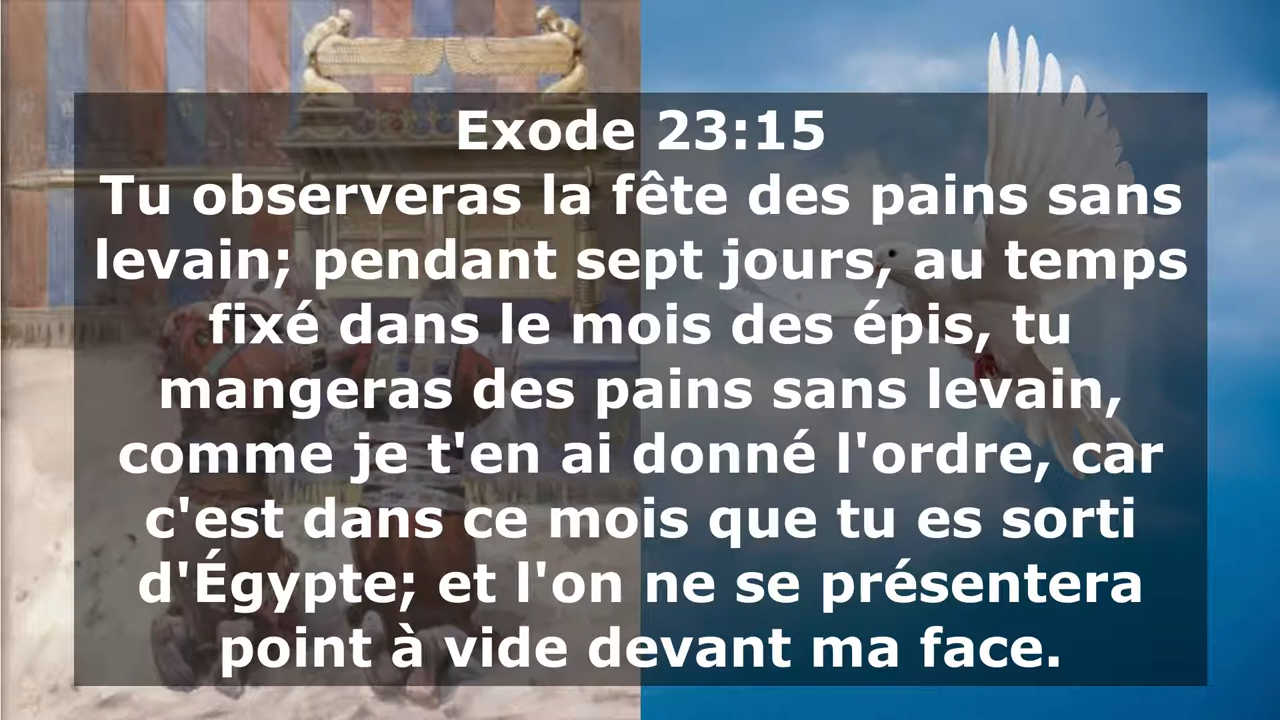 Exode 23:15
Tu observeras la fête des pains sans
levain; pendant sept jours, au temps
fixé dans le mois des épis, tu
mangeras des pains sans levain,
comme je t'en ai donné l'ordre, car
c'est dans ce mois que tu es sorti
d'Égypte; et l'on ne se présentera
point à vide devant ma face.